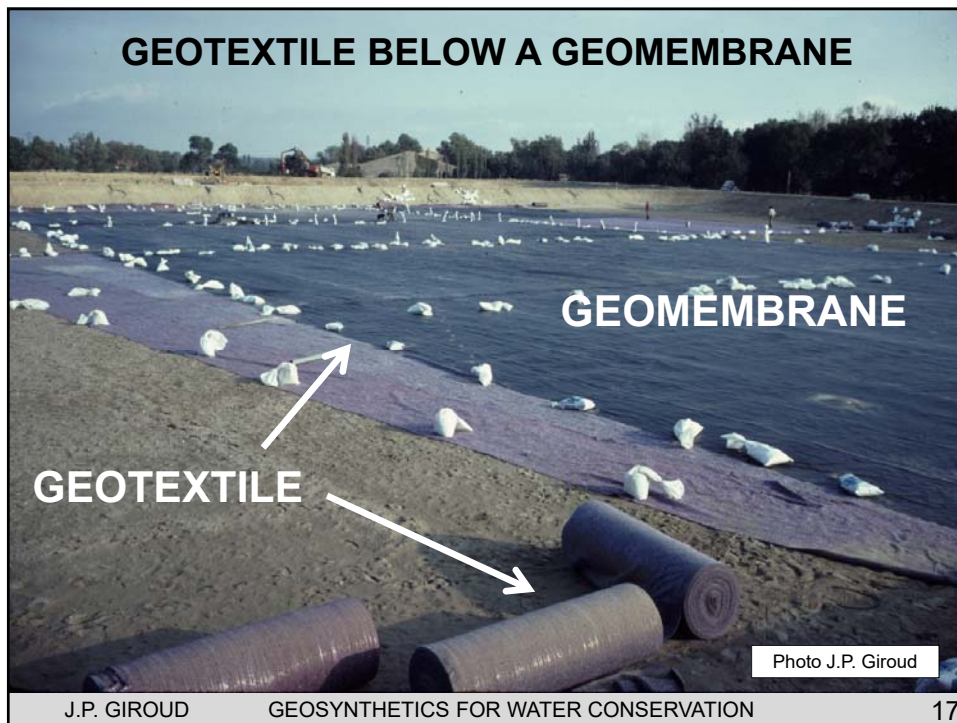 GEOTEXTILE BELOW A GEOMEMBRANE
GEOMEMBRANE
GEOTEXTILE
Photo J.P. Giroud
J.P. GIROUD GEOSYNTHETICS FOR WATER CONSERVATION 17